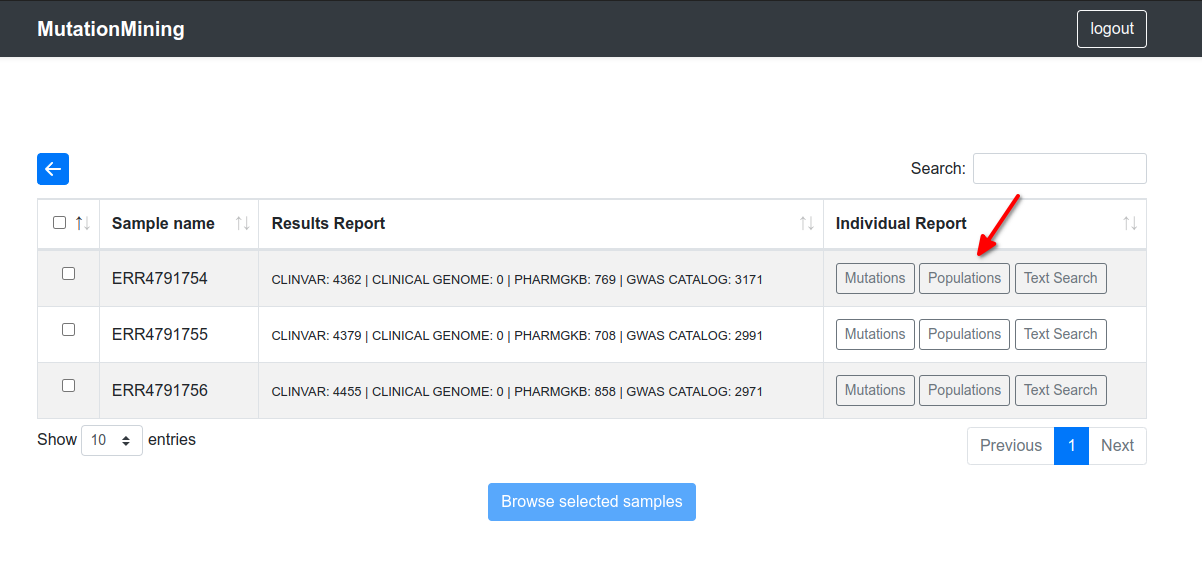 MutationMining logout
Search:
Sample name Results Report Individual Report
ERR4791754 CLINVAR: 4362 | CLINICAL GENOME: 0 | PHARMGKB: 769 | GWAS CATALOG: 3171 Mutations Populations Text Search
ERR4791755 CLINVAR: 4379 | CLINICAL GENOME: 0 | PHARMGKB: 708 | GWAS CATALOG: 2991 Mutations Populations Text Search
ERR4791756 CLINVAR: 4455 | CLINICAL GENOME: 0 | PHARMGKB: 858 | GWAS CATALOG: 2971 Mutations Populations Text Search
Show 10 entries Previous 1 Next
Browse selected samples